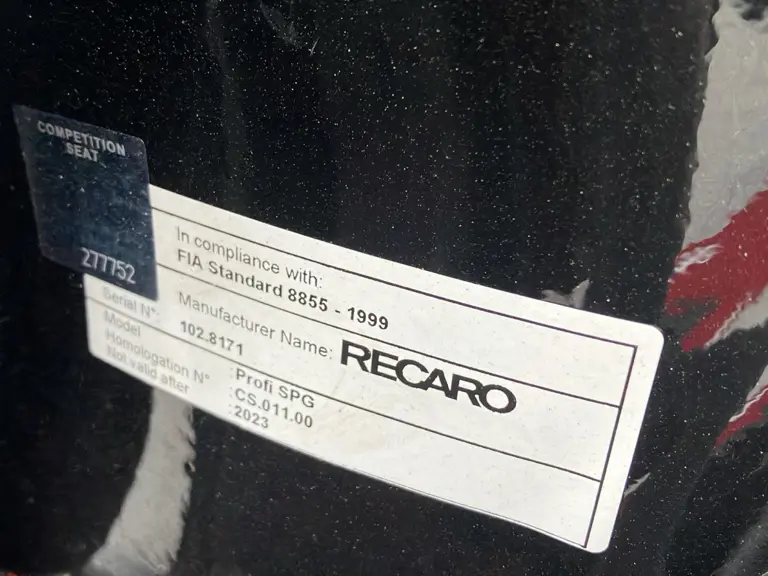 COMPETITION
SEAT
277752
In compliance with:
FIA Standard 8855 - 1999
Manufacturer Name: RECARO
Serial N°: 102.8171
Model :Profi SPG
Homologation N° :CS.011.00
Not valid after :2023